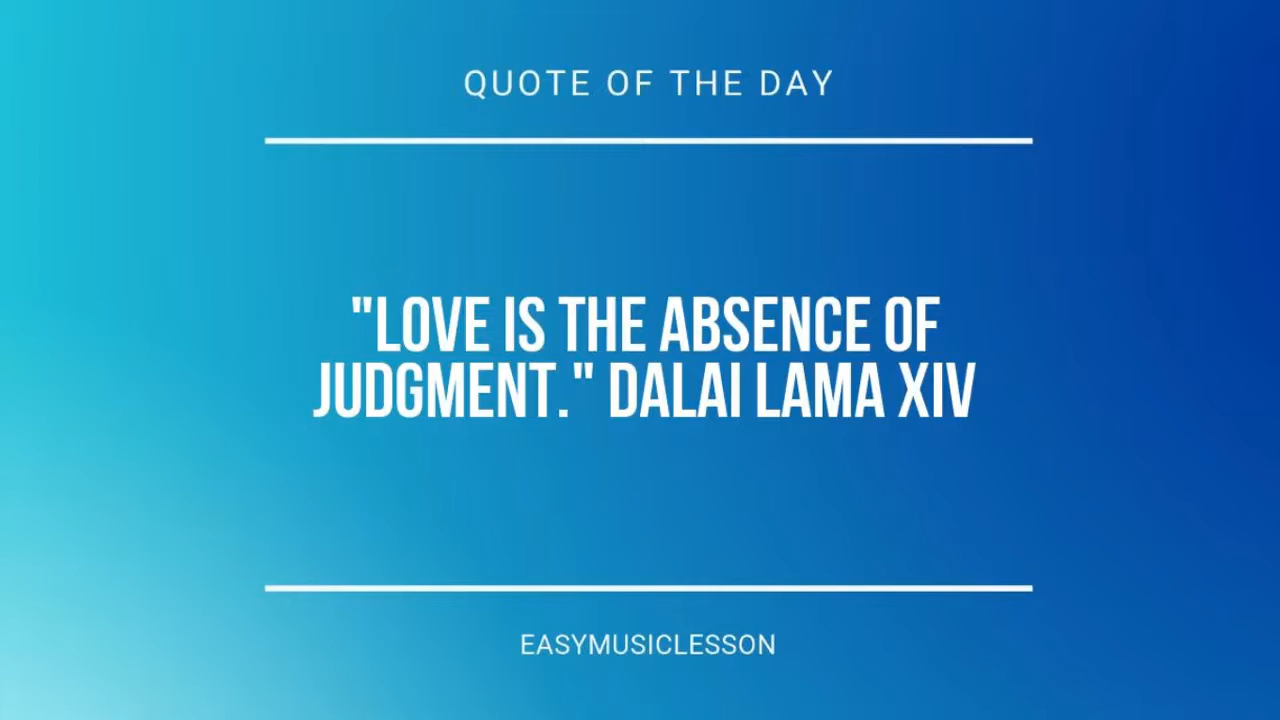 QUOTE OF THE DAY
"LOVE IS THE ABSENCE OF
JUDGMENT." DALAI LAMA XIV
EASYMUSICLESSON